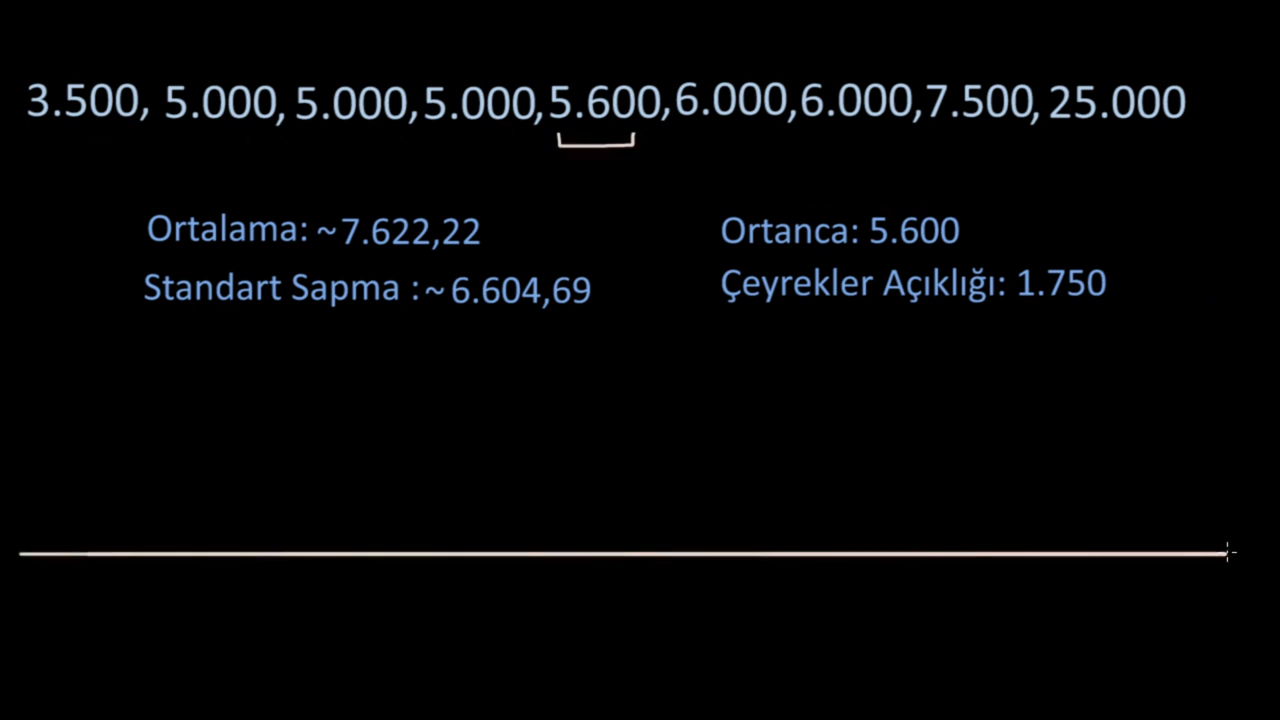 3.500, 5.000, 5.000, 5.000, 5.600, 6.000, 6.000, 7.500, 25.000
Ortalama: ~7.622,22
Standart Sapma :~6.604,69
Ortanca: 5.600
Çeyrekler Açıklığı: 1.750